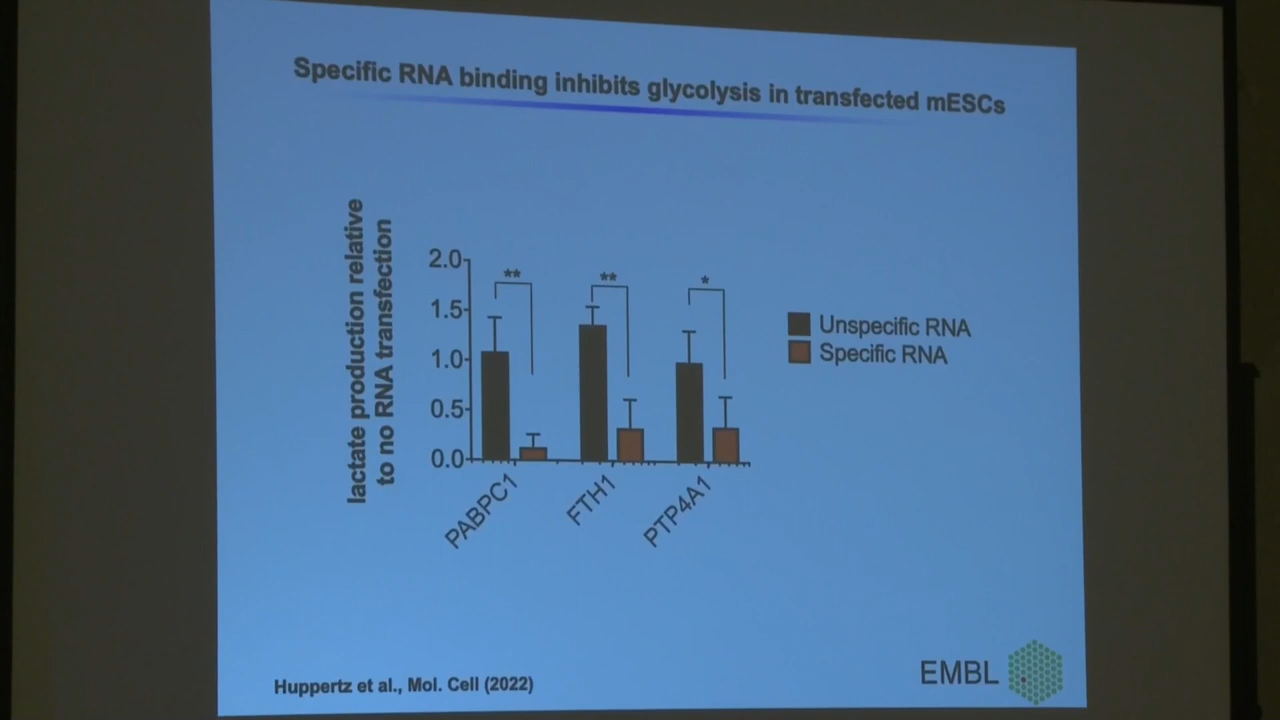 Specific RNA binding inhibits glycolysis in transfected mESCs
lactate production relative
to no RNA transfection
2.0
1.5
1.0
0.5
0.0
**
**
*
PABPC1
FTH1
PTP4A1
Unspecific RNA
Specific RNA
Huppertz et al., Mol. Cell (2022)
EMBL